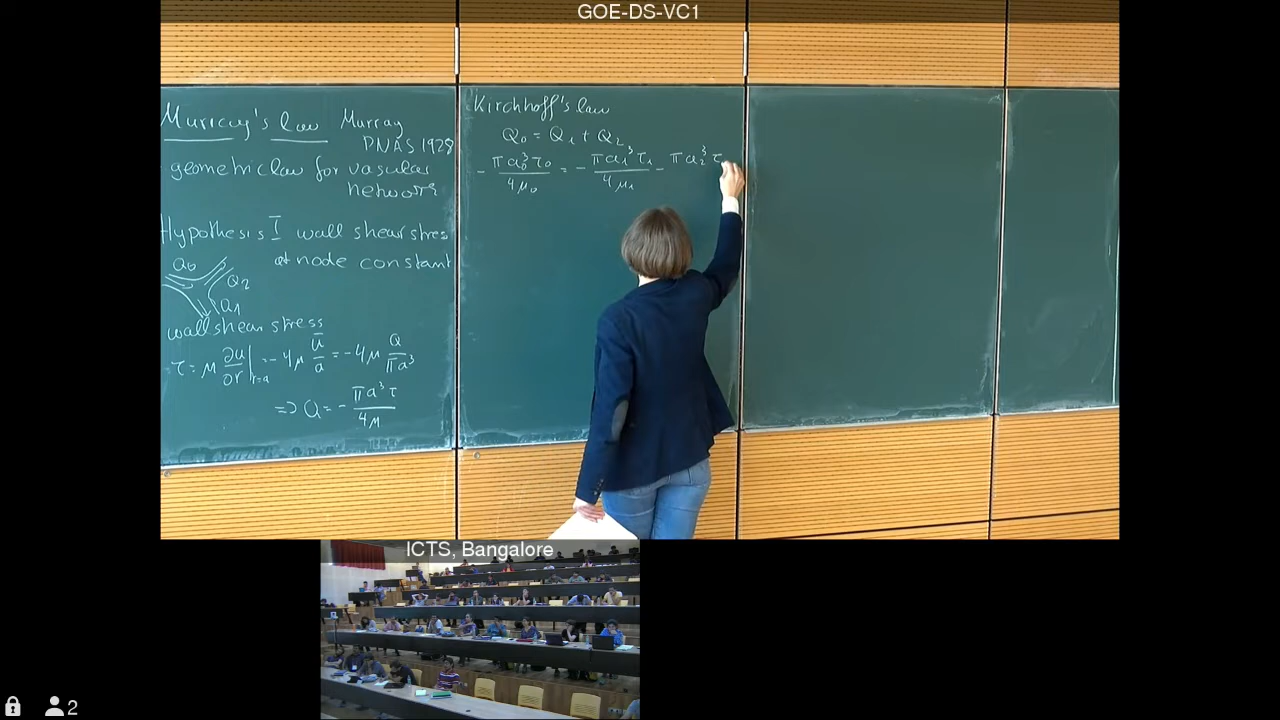 GOE-DS-VC1
Murray's law Murray
PNAS 1928
geometric law for vascular
network
Hypothesis I wall shear stress
at node constant
a₀
a₂
a₁
wall shear stress
τ = μ ∂u/∂r|r=a = -4μ ū/a = -4μ Q/πa³
=> Q = - πa³τ/4μ
Kirchhoff's law
Q₀ = Q₁ + Q₂
- πa₀³τ₀/4μ₀ = - πa₁³τ₁/4μ₁ - πa₂³τ
ICTS, Bangalore
2